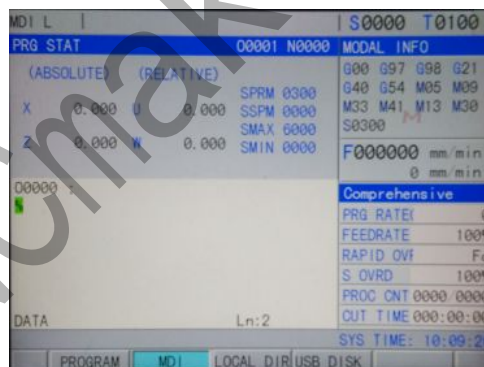 MDI L S0000 T0100
PRG STAT O0001 N0000 MODAL INFO
(ABSOLUTE) (RELATIVE)
X 0.000 U 0.000
Z 0.000 W 0.000
SPRM 0300
SSPM 0000
SMAX 6000
SMIN 0000
G00 G97 G98 G21
G40 G54 M05 M09
M33 M41 M13 M30
S0300
F000000 mm/min
0 mm/min
O0000 ;
%
DATA Ln:2
Comprehensive
PRG RATE( 0
FEEDRATE 100%
RAPID OVF
S OVRD 100%
PROC CNT 0000/0000
CUT TIME 000:00:0
SYS TIME: 10:09:2
PROGRAM MDI LOCAL DIR USB DISK